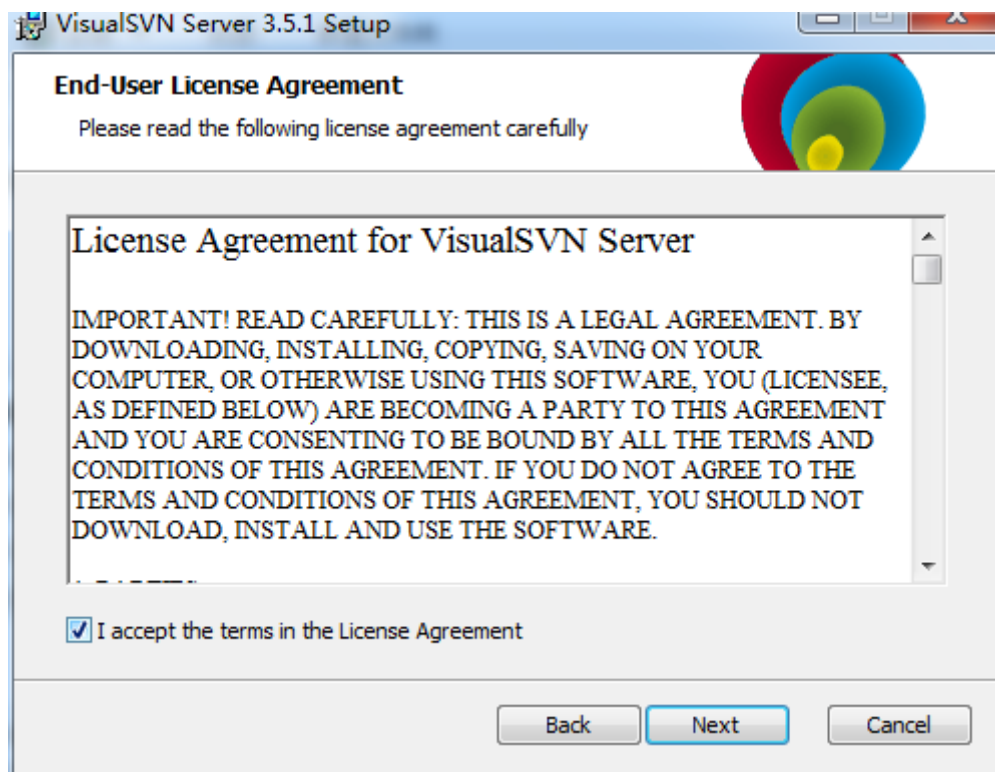 VisualSVN Server 3.5.1 Setup
End-User License Agreement
Please read the following license agreement carefully
License Agreement for VisualSVN Server
IMPORTANT! READ CAREFULLY: THIS IS A LEGAL AGREEMENT. BY
DOWNLOADING, INSTALLING, COPYING, SAVING ON YOUR
COMPUTER, OR OTHERWISE USING THIS SOFTWARE, YOU (LICENSEE,
AS DEFINED BELOW) ARE BECOMING A PARTY TO THIS AGREEMENT
AND YOU ARE CONSENTING TO BE BOUND BY ALL THE TERMS AND
CONDITIONS OF THIS AGREEMENT. IF YOU DO NOT AGREE TO THE
TERMS AND CONDITIONS OF THIS AGREEMENT, YOU SHOULD NOT
DOWNLOAD, INSTALL AND USE THE SOFTWARE.
I accept the terms in the License Agreement
Back Next Cancel